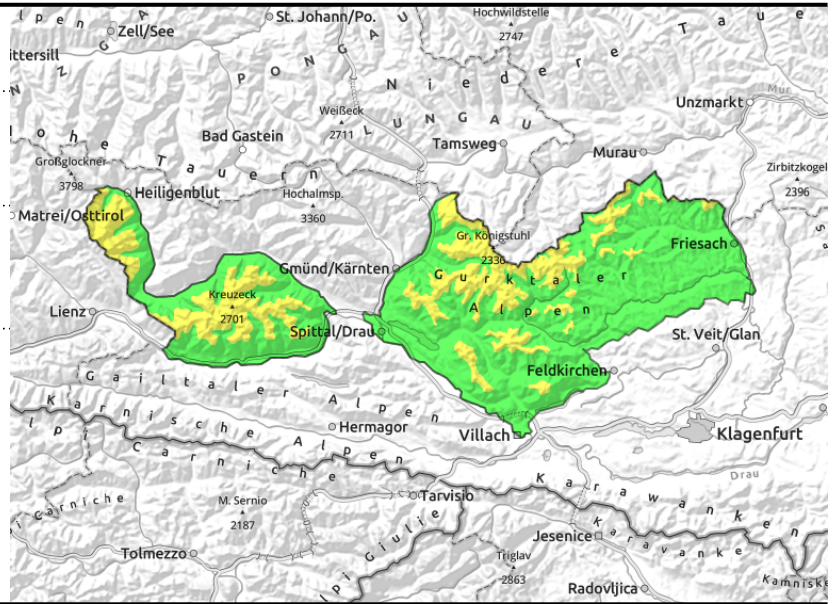 l p e n
Zell/See
St. Johann/Po.
Hochwildstelle
2747
ittersill
P O N G A U
N i e d e r e T a u e
Unzmarkt
Mur
Weißeck
2711
L U N G A U
Bad Gastein
Tamsweg
Murau
o h e T a u e r n
Großglockner
3798
Heiligenblut
Hochalmsp.
3360
Zirbitzkogel
2396
Matrei/Osttirol
Gr. Königstuhl
2336
Friesach
Gmünd/Kärnten
G u r k t a l e r
A l p e n
Kreuzeck
2701
Lienz
Spittal/Drau
St. Veit/Glan
Feldkirchen
G a i l t a l e r A l p e n
K a r n i s c h e A l p e n
Hermagor
Villach
Klagenfurt
l p i C a r n i c h e
Drau
K a r a w a n k e n
M. Sernio
2187
Tarvisio
i C a r n i c h e
Jesenice
K a r a v a n k e
Tolmezzo
l p i G i u l i e
Triglav
2863
Radovljica
K a m n i š k e